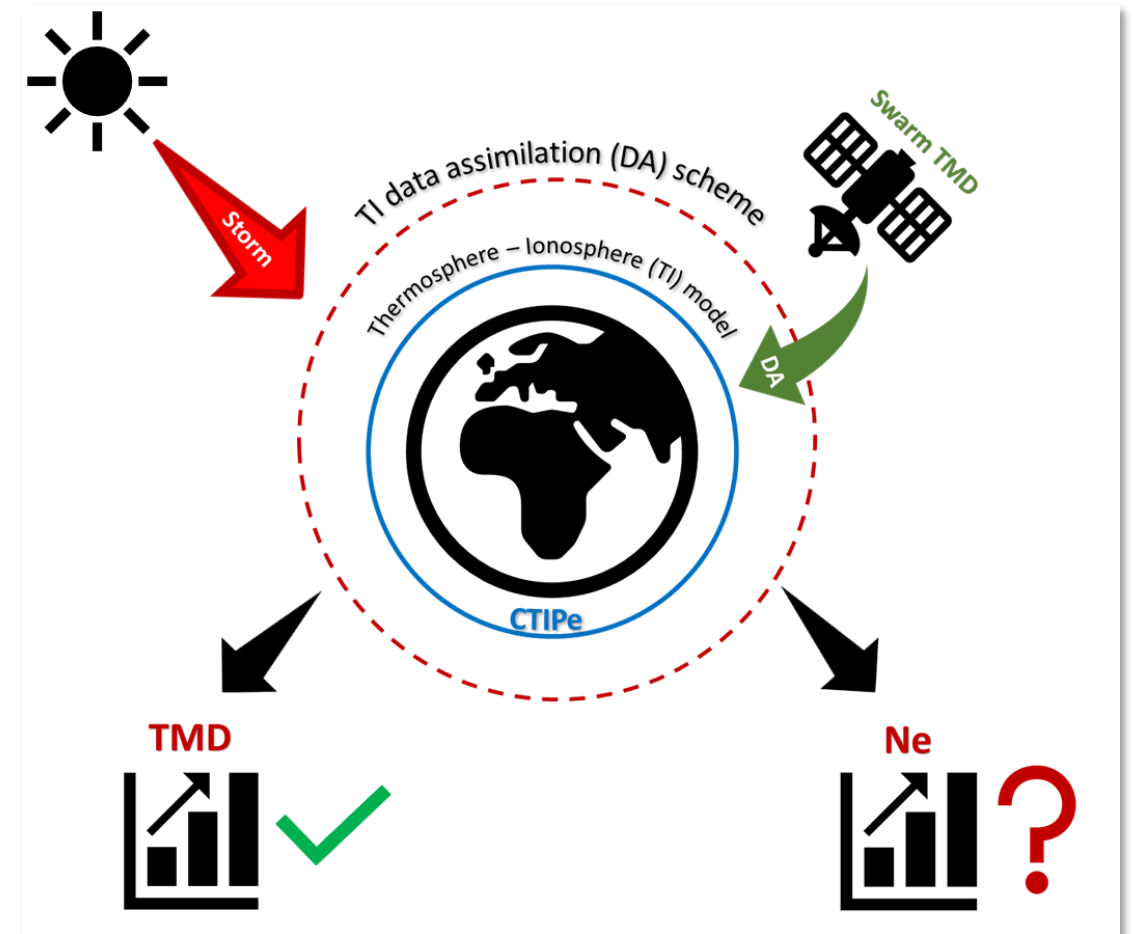 Storm
Swarm TMD
TI data assimilation (DA) scheme
Thermosphere – Ionosphere (TI) model
DA
CTIPe
TMD
Ne
?